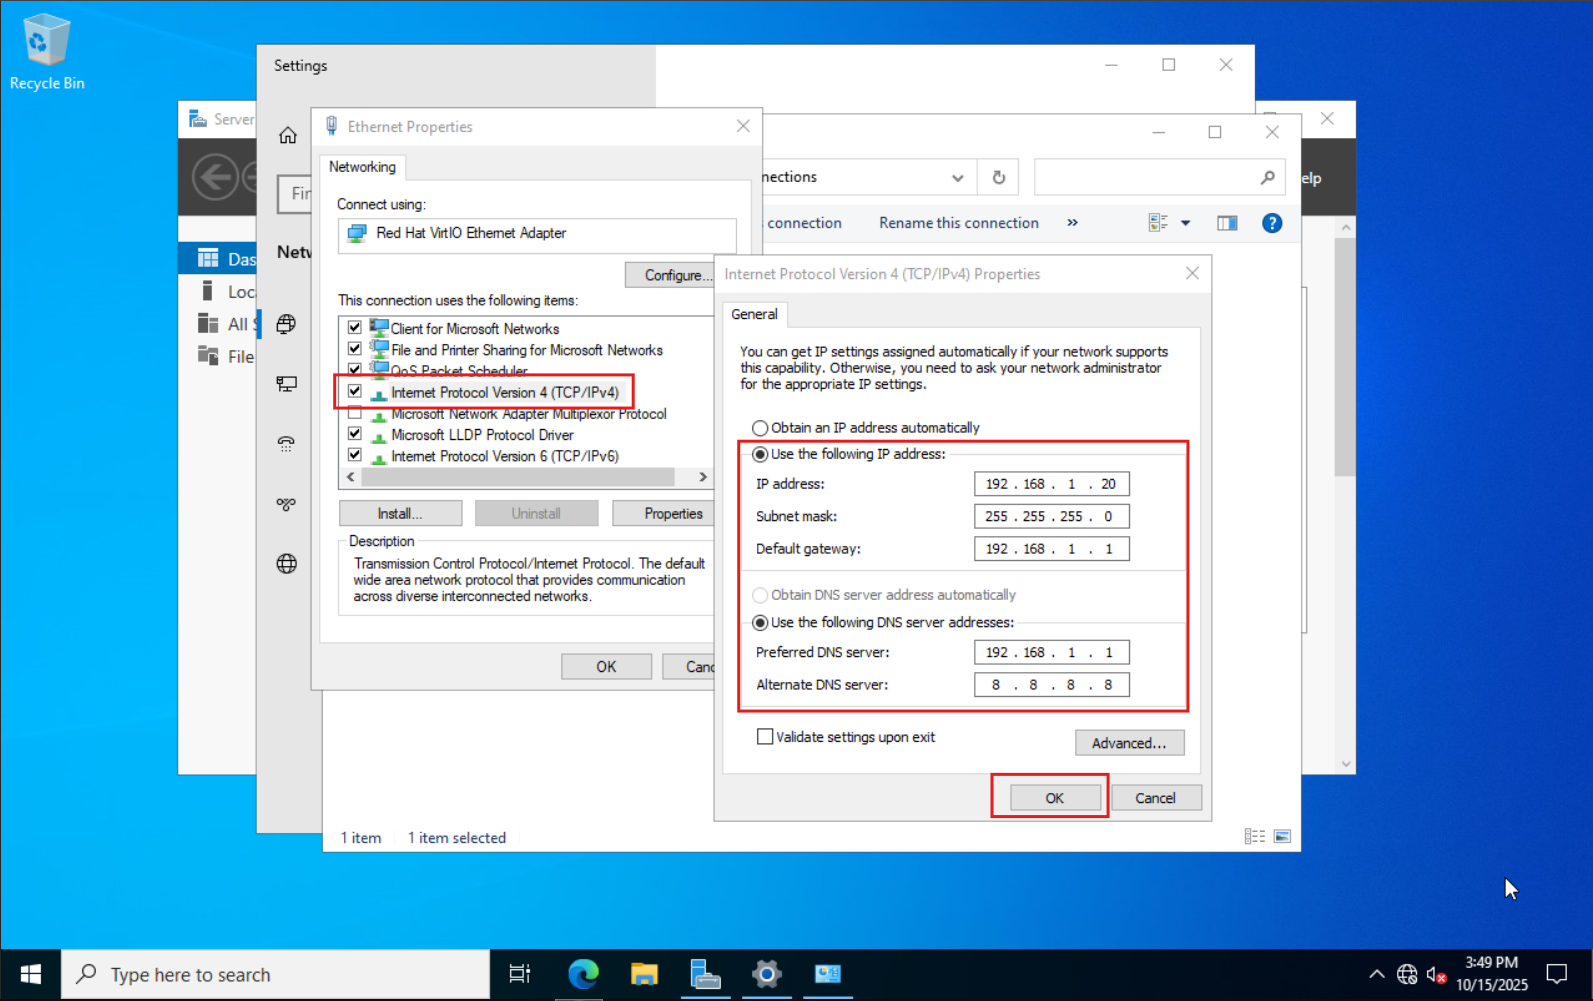 Recycle Bin
Settings
Server
Ethernet Properties
Networking
Connect using:
Red Hat VirtIO Ethernet Adapter
Configure...
This connection uses the following items:
Client for Microsoft Networks
File and Printer Sharing for Microsoft Networks
QoS Packet Scheduler
Internet Protocol Version 4 (TCP/IPv4)
Microsoft Network Adapter Multiplexor Protocol
Microsoft LLDP Protocol Driver
Internet Protocol Version 6 (TCP/IPv6)
Install...
Uninstall
Properties
Description
Transmission Control Protocol/Internet Protocol. The default
wide area network protocol that provides communication
across diverse interconnected networks.
OK
Canc
Fin
Netw
Das
Loc
All S
File
nections
elp
connection
Rename this connection
»
Internet Protocol Version 4 (TCP/IPv4) Properties
General
You can get IP settings assigned automatically if your network supports
this capability. Otherwise, you need to ask your network administrator
for the appropriate IP settings.
Obtain an IP address automatically
Use the following IP address:
IP address: 192 . 168 . 1 . 20
Subnet mask: 255 . 255 . 255 . 0
Default gateway: 192 . 168 . 1 . 1
Obtain DNS server address automatically
Use the following DNS server addresses:
Preferred DNS server: 192 . 168 . 1 . 1
Alternate DNS server: 8 . 8 . 8 . 8
Validate settings upon exit
Advanced...
OK
Cancel
1 item
1 item selected
Type here to search
3:49 PM
10/15/2025